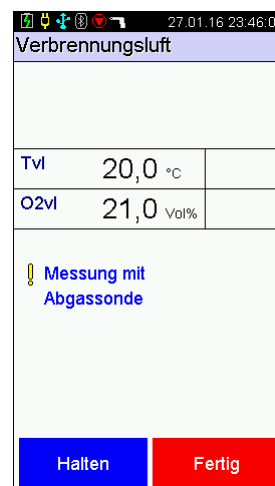 27.01.16 23:46:0
Verbrennungsluft
Tvl 20,0 °C
O2vl 21,0 Vol%
Messung mit
Abgassonde
Halten Fertig